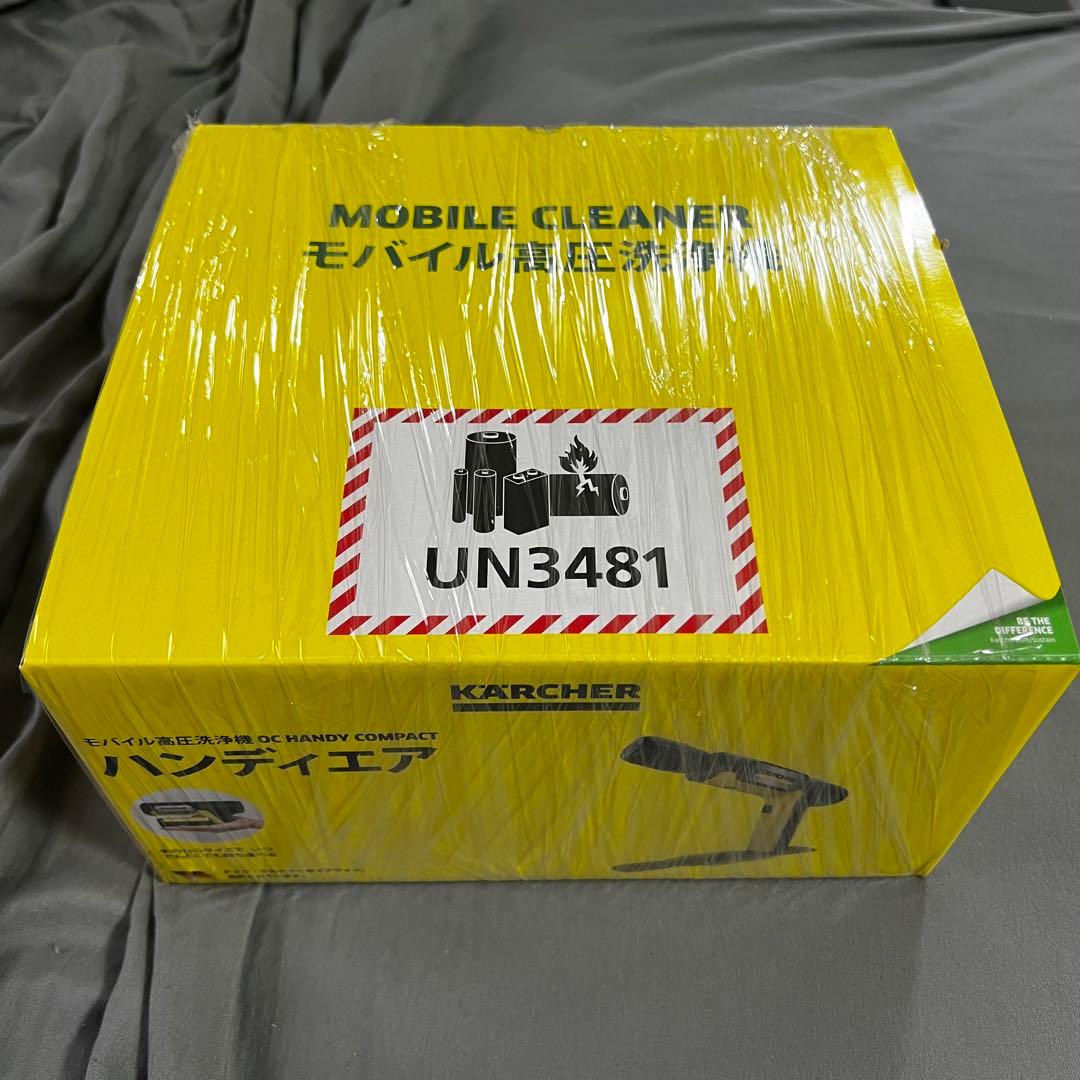 MOBILE CLEANER
モバイル高圧洗浄機
UN3481
BE THE
DIFFERENCE
KÄRCHER
モバイル高圧洗浄機 OC HANDY COMPACT
ハンディエア